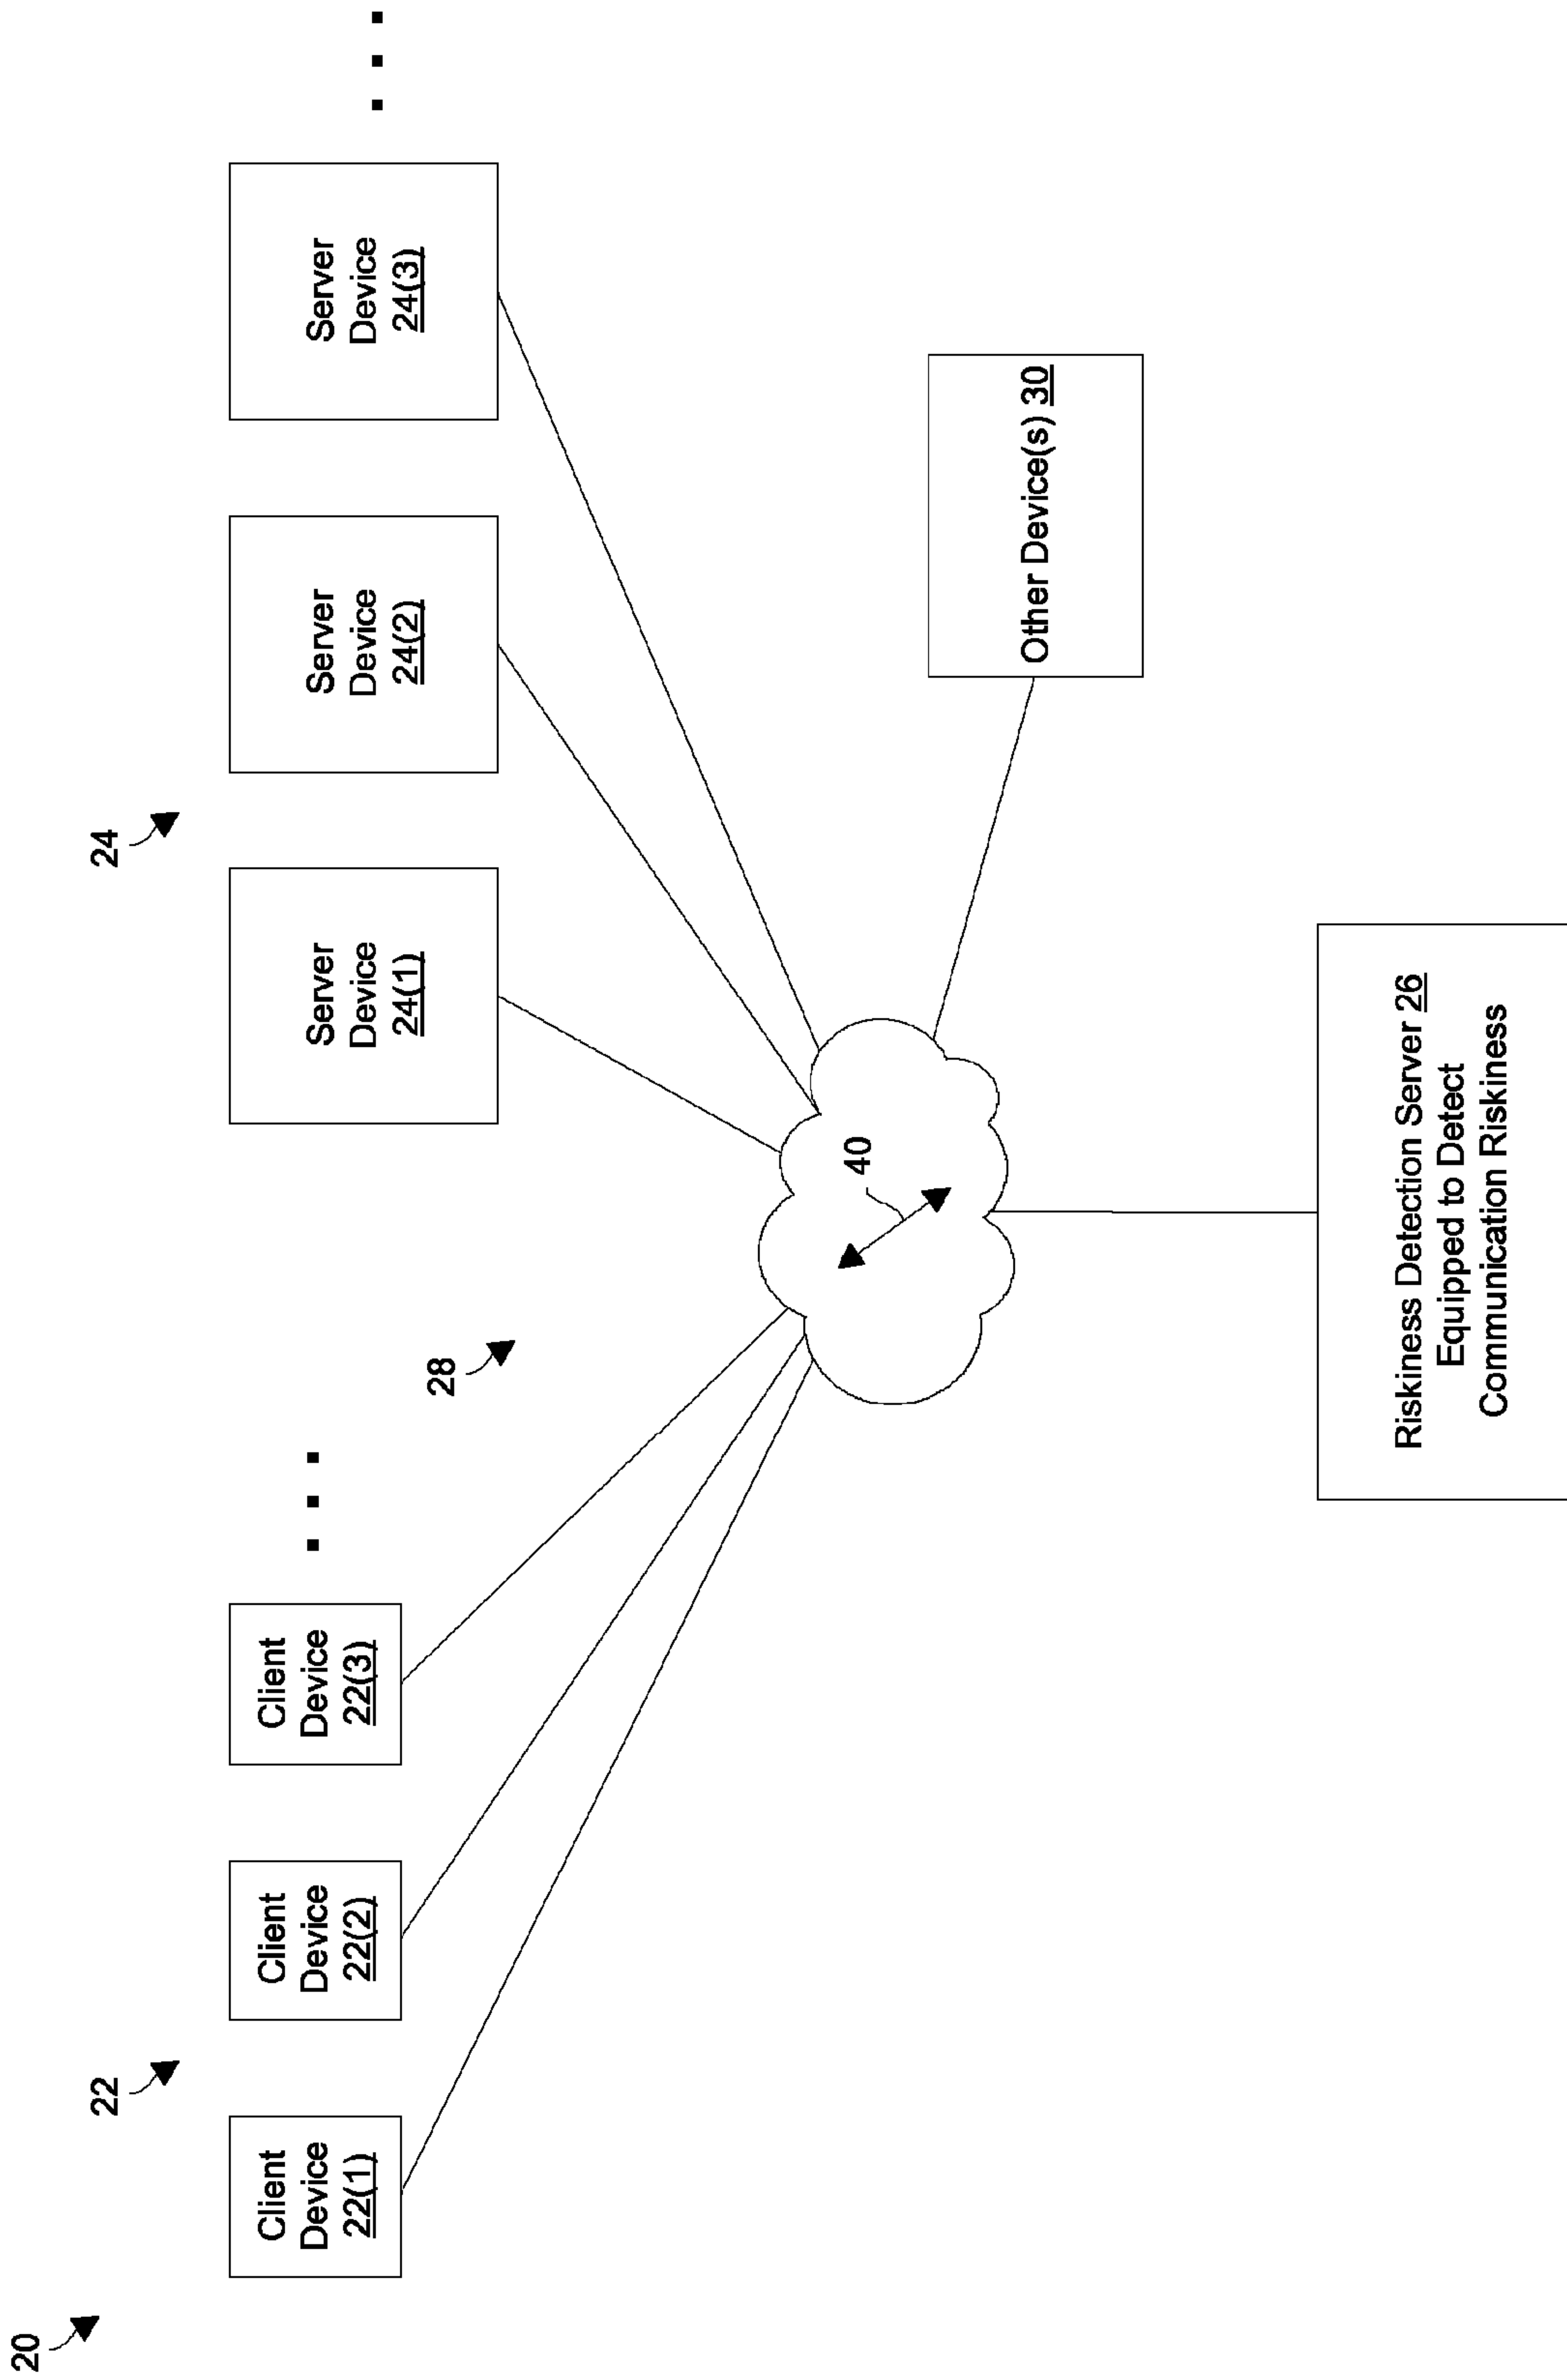 20
22
24
Client
Device
22(1)
Client
Device
22(2)
Client
Device
22(3)
Server
Device
24(1)
Server
Device
24(2)
Server
Device
24(3)
28
40
Other Device(s) 30
Riskiness Detection Server 26
Equipped to Detect
Communication Riskiness